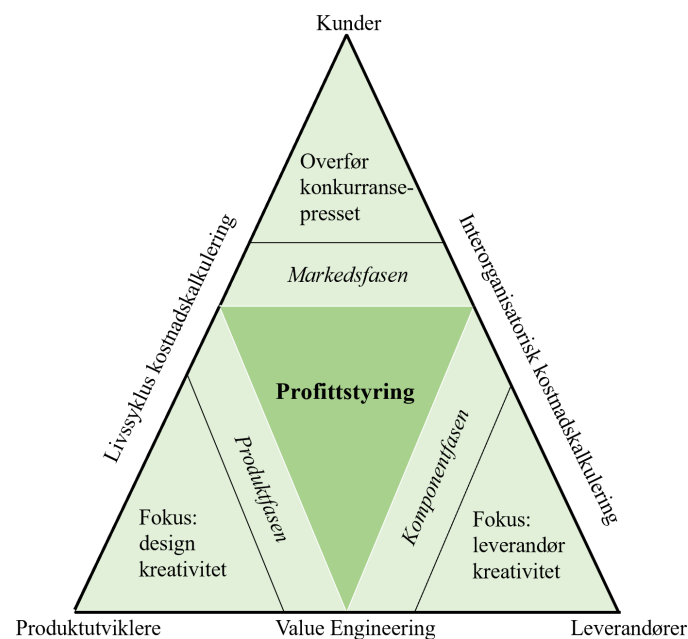 Kunder
Overfør
konkurranse-
presset
Markedsfasen
Livssyklus kostnadskalkulering
Interorganisatorisk kostnadskalkulering
Profittstyring
Produktfasen
Komponentfasen
Fokus:
design
kreativitet
Fokus:
leverandør
kreativitet
Produktutviklere
Value Engineering
Leverandører